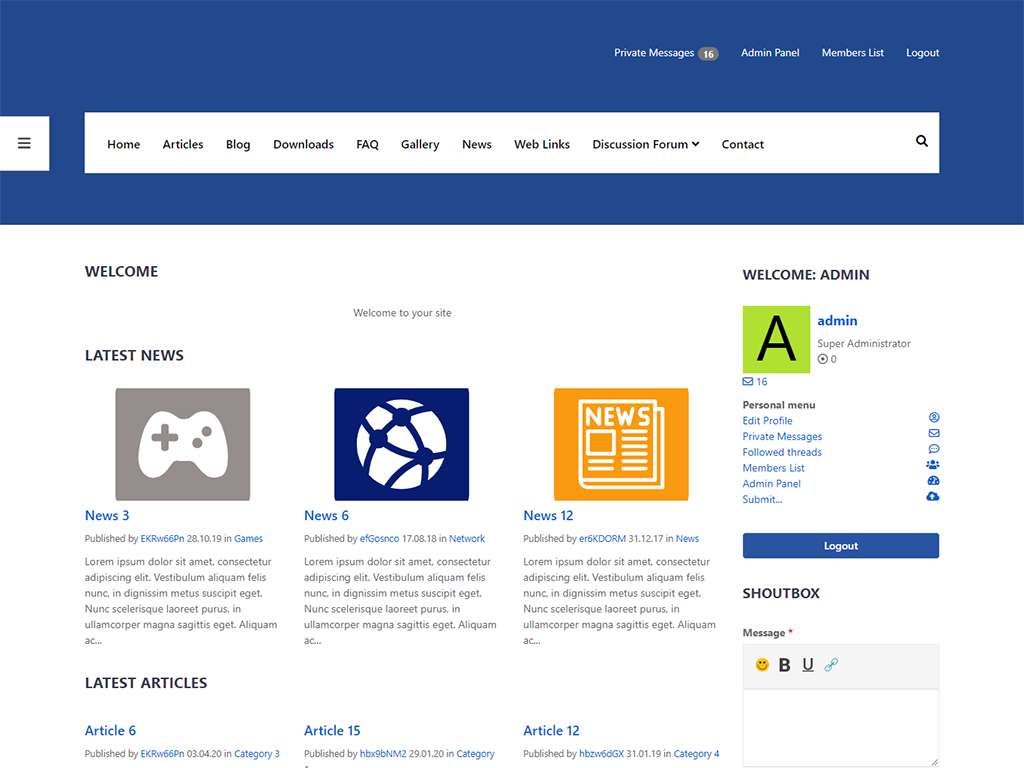 Private Messages 16 Admin Panel Members List Logout
Home Articles Blog Downloads FAQ Gallery News Web Links Discussion Forum Contact
WELCOME
Welcome to your site
LATEST NEWS
NEWS
News 3
Published by EKRw66Pn 28.10.19 in Games
Lorem ipsum dolor sit amet, consectetur
adipiscing elit. Vestibulum aliquam felis
nunc, in dignissim metus suscipit eget.
Nunc scelerisque laoreet purus, in
ullamcorper magna sagittis eget. Aliquam
ac...
News 6
Published by efGosnco 17.08.18 in Network
Lorem ipsum dolor sit amet, consectetur
adipiscing elit. Vestibulum aliquam felis
nunc, in dignissim metus suscipit eget.
Nunc scelerisque laoreet purus, in
ullamcorper magna sagittis eget. Aliquam
ac...
News 12
Published by er6KDORM 31.12.17 in News
Lorem ipsum dolor sit amet, consectetur
adipiscing elit. Vestibulum aliquam felis
nunc, in dignissim metus suscipit eget.
Nunc scelerisque laoreet purus, in
ullamcorper magna sagittis eget. Aliquam
ac...
LATEST ARTICLES
Article 6
Published by EKRw66Pn 03.04.20 in Category 3
Article 15
Published by hbx9bNM2 29.01.20 in Category
Article 12
Published by hbzw6dGX 31.01.19 in Category 4
WELCOME: ADMIN
A
admin
Super Administrator
0
16
Personal menu
Edit Profile
Private Messages
Followed threads
Members List
Admin Panel
Submit...
Logout
SHOUTBOX
Message *
B U